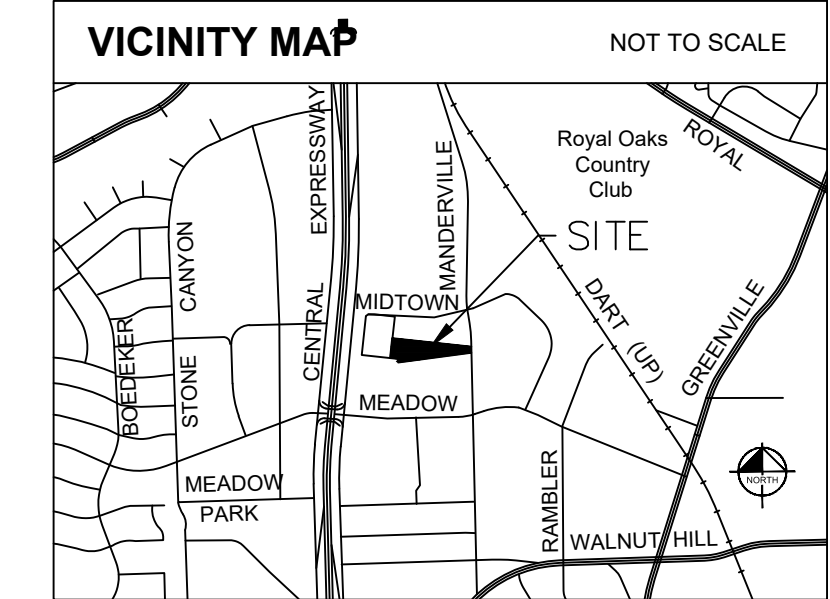 VICINITY MAP
NOT TO SCALE
EXPRESSWAY
CENTRAL
MANDERVILLE
Royal Oaks
Country
Club
ROYAL
SITE
CANYON
STONE
BOEDEKER
MIDTOWN
DART (UP)
GREENVILLE
MEADOW
MEADOW
PARK
RAMBLER
NORTH
WALNUT HILL